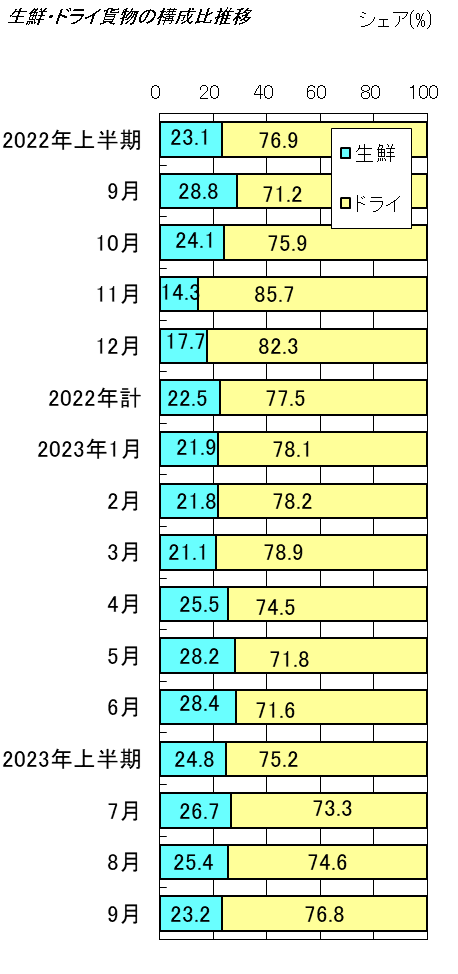 生鮮・ドライ貨物の構成比推移
シェア(%)
0 20 40 60 80 100
2022年上半期 23.1 76.9
生鮮
ドライ
9月 28.8 71.2
10月 24.1 75.9
11月 14.3 85.7
12月 17.7 82.3
2022年計 22.5 77.5
2023年1月 21.9 78.1
2月 21.8 78.2
3月 21.1 78.9
4月 25.5 74.5
5月 28.2 71.8
6月 28.4 71.6
2023年上半期 24.8 75.2
7月 26.7 73.3
8月 25.4 74.6
9月 23.2 76.8